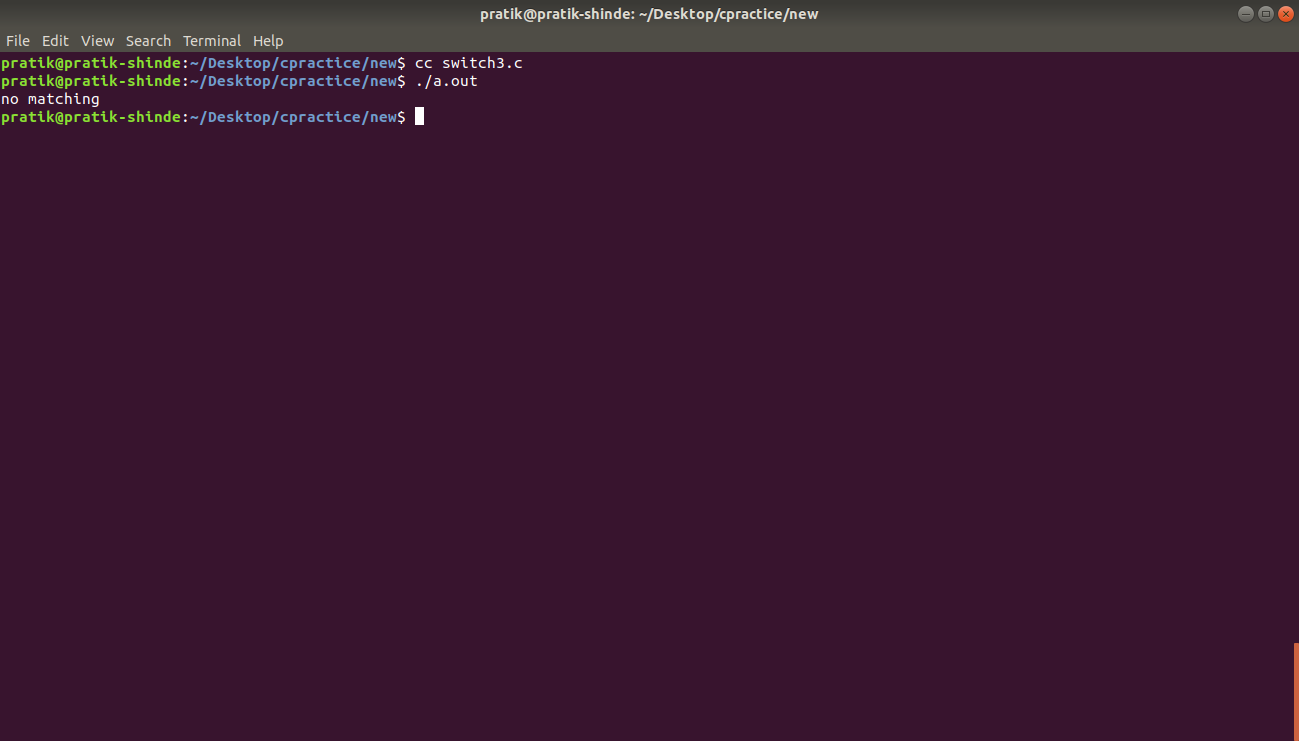 pratik@pratik-shinde: ~/Desktop/cpractice/new
File Edit View Search Terminal Help
pratik@pratik-shinde:~/Desktop/cpractice/new$ cc switch3.c
pratik@pratik-shinde:~/Desktop/cpractice/new$ ./a.out
no matching
pratik@pratik-shinde:~/Desktop/cpractice/new$